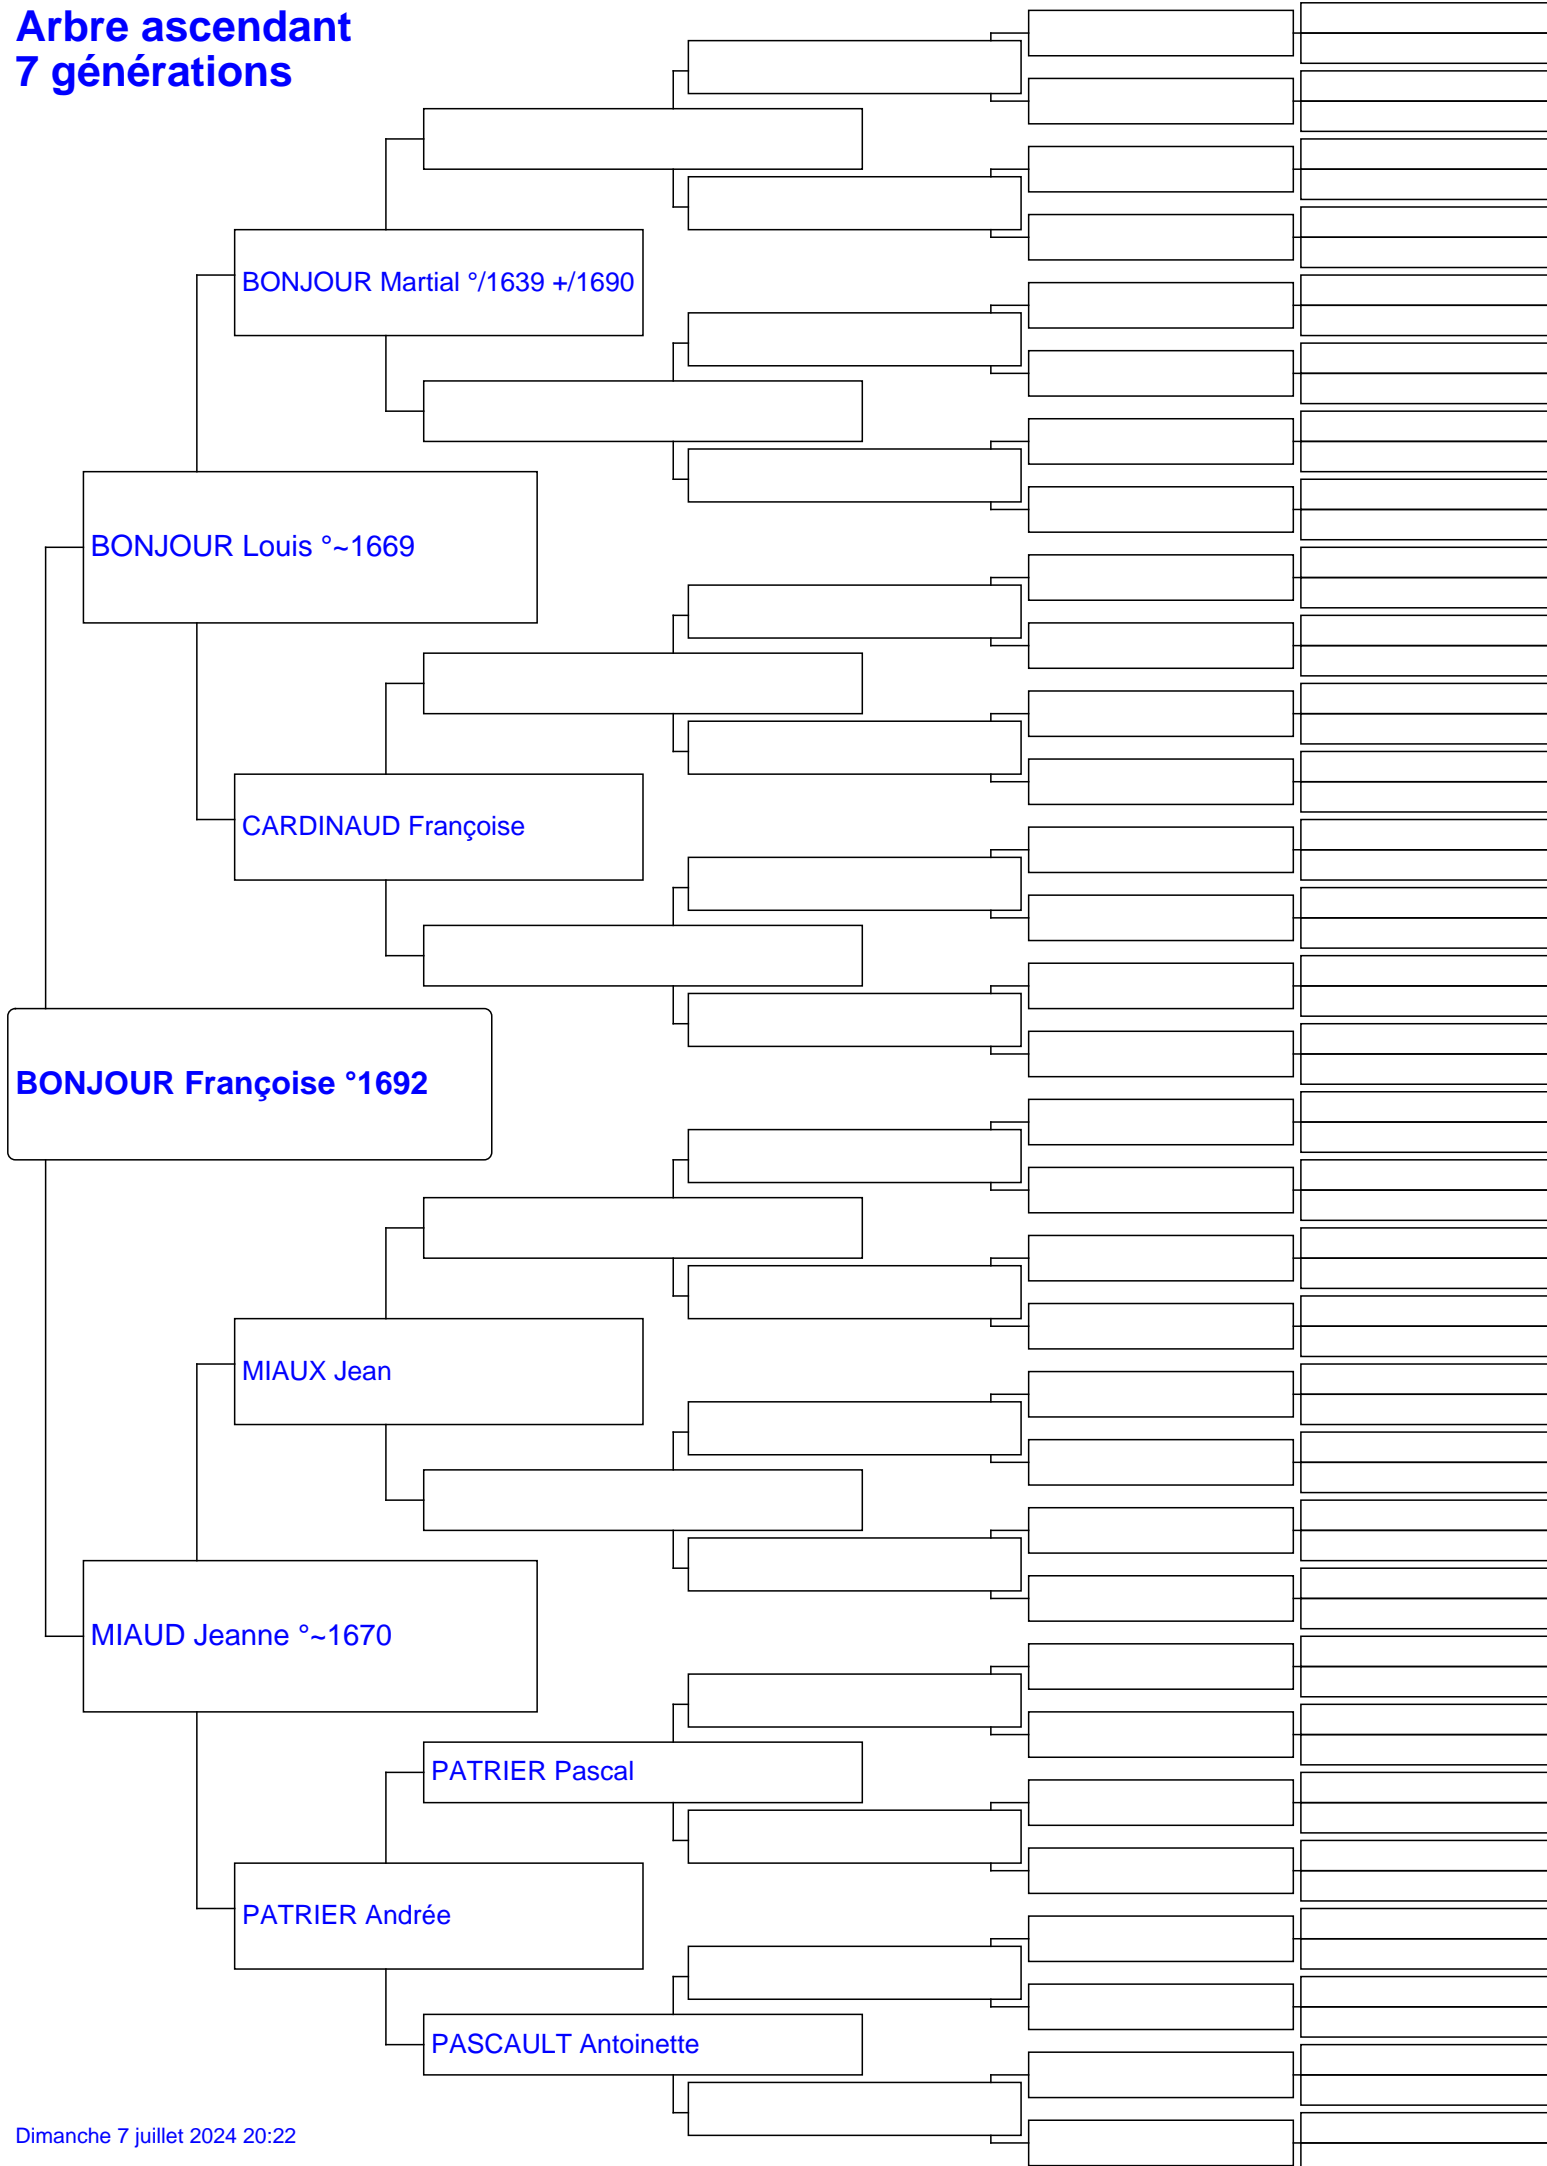 Arbre ascendant
7 générations
BONJOUR Martial °/1639 +/1690
BONJOUR Louis °~1669
CARDINAUD Françoise
BONJOUR Françoise °1692
MIAUX Jean
MIAUD Jeanne °~1670
PATRIER Pascal
PATRIER Andrée
PASCAULT Antoinette
Dimanche 7 juillet 2024 20:22